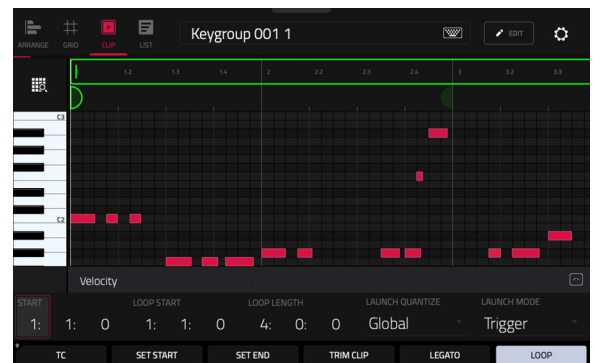 ARRANGE GRID CLIP LIST Keygroup 001 1 EDIT
1.2 1.3 1.4 2 2.2 2.3 2.4 3 3.2 3.3
C3
C2
Velocity
START LOOP START LOOP LENGTH LAUNCH QUANTIZE LAUNCH MODE
1: 1: 0 1: 1: 0 4: 0: 0 Global Trigger
TC SET START SET END TRIM CLIP LEGATO LOOP